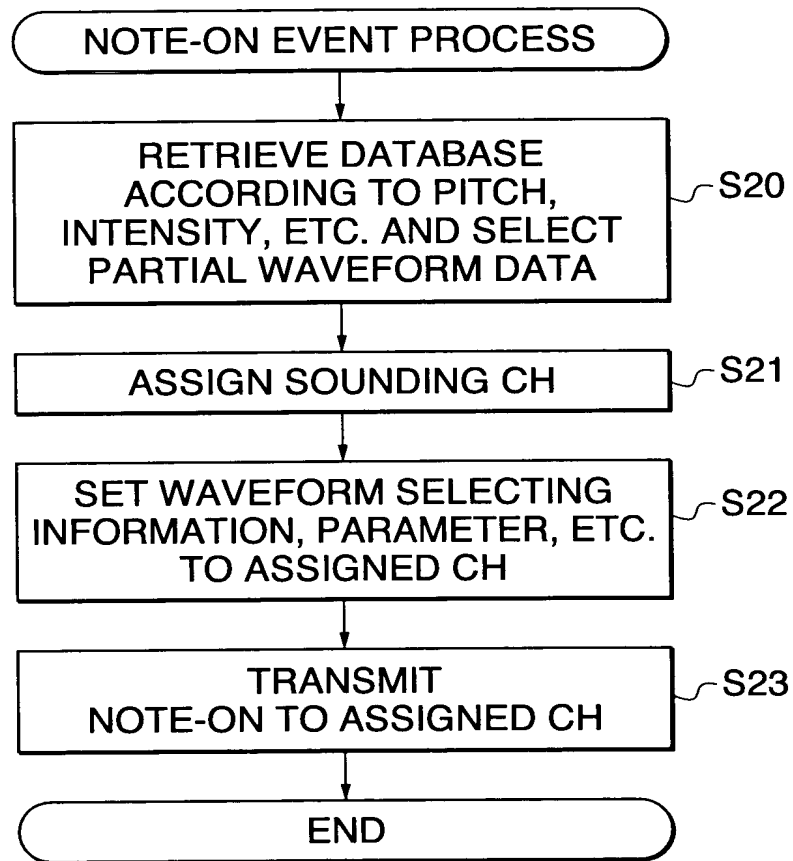 NOTE-ON EVENT PROCESS
RETRIEVE DATABASE
ACCORDING TO PITCH,
INTENSITY, ETC. AND SELECT
PARTIAL WAVEFORM DATA
S20
ASSIGN SOUNDING CH
S21
SET WAVEFORM SELECTING
INFORMATION, PARAMETER, ETC.
TO ASSIGNED CH
S22
TRANSMIT
NOTE-ON TO ASSIGNED CH
S23
END